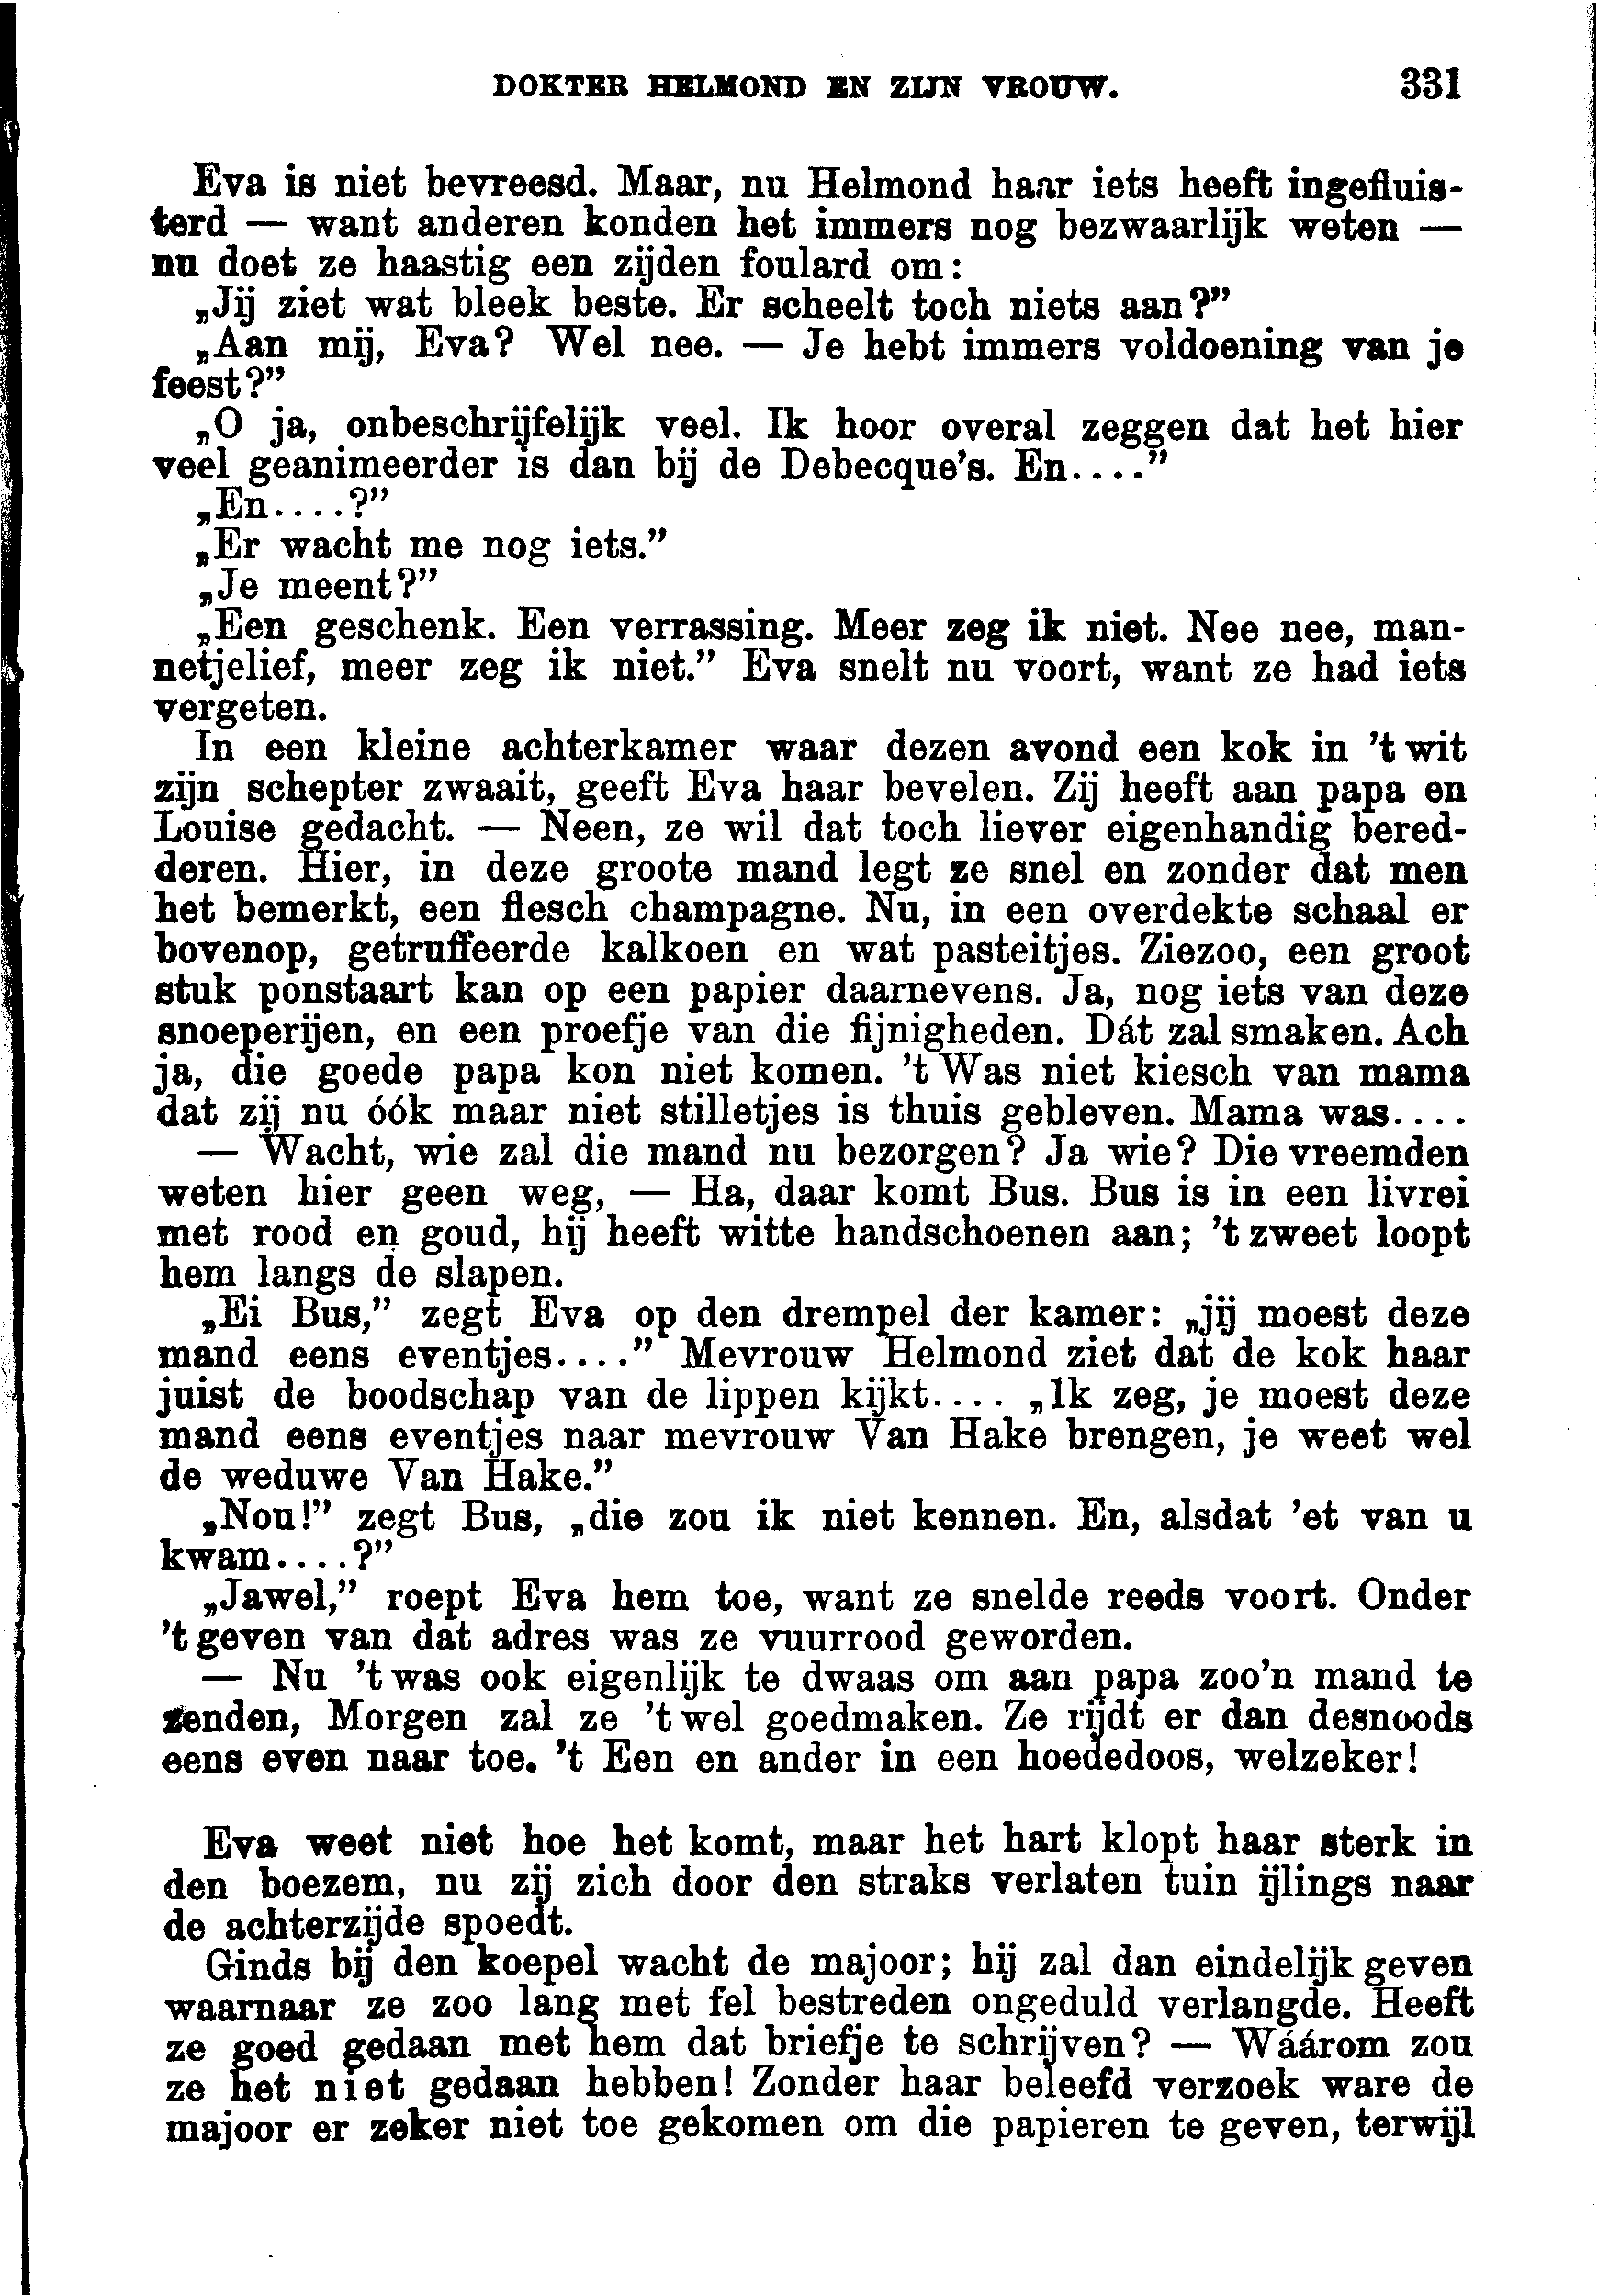 DOKTER HELMOND EN ZIJN VROUW. 331
Eva is niet bevreesd. Maar, nu Helmond haar iets heeft ingefluis-
terd — want anderen konden het immers nog bezwaarlijk weten —
nu doet ze haastig een zijden foulard om:
„Jij ziet wat bleek beste. Er scheelt toch niets aan?”
„Aan mij, Eva? Wel nee. — Je hebt immers voldoening van je
feest?”
„O ja, onbeschrijfelijk veel. Ik hoor overal zeggen dat het hier
veel geanimeerder is dan bij de Debecque’s. En....”
„En....?”
„Er wacht me nog iets.”
„Je meent?”
„Een geschenk. Een verrassing. Meer zeg ik niet. Nee nee, man-
netjelief, meer zeg ik niet.” Eva snelt nu voort, want ze had iets
vergeten.
In een kleine achterkamer waar dezen avond een kok in ’t wit
zijn schepter zwaait, geeft Eva haar bevelen. Zij heeft aan papa en
Louise gedacht. — Neen, ze wil dat toch liever eigenhandig bered-
deren. Hier, in deze groote mand legt ze snel en zonder dat men
het bemerkt, een flesch champagne. Nu, in een overdekte schaal er
bovenop, getruffeerde kalkoen en wat pasteitjes. Ziezoo, een groot
stuk ponstaart kan op een papier daarnevens. Ja, nog iets van deze
snoeperijen, en een proefje van die fijnigheden. Dát zal smaken. Ach
ja, die goede papa kon niet komen. ’t Was niet kiesch van mama
dat zij nu óók maar niet stilletjes is thuis gebleven. Mama was....
— Wacht, wie zal die mand nu bezorgen? Ja wie? Die vreemden
weten hier geen weg, — Ha, daar komt Bus. Bus is in een livrei
met rood en goud, hij heeft witte handschoenen aan; ’t zweet loopt
hem langs de slapen.
„Ei Bus,” zegt Eva op den drempel der kamer: „jij moest deze
mand eens eventjes....” Mevrouw Helmond ziet dat de kok haar
juist de boodschap van de lippen kijkt.... „Ik zeg, je moest deze
mand eens eventjes naar mevrouw Van Hake brengen, je weet wel
de weduwe Van Hake.”
„Nou!” zegt Bus, „die zou ik niet kennen. En, alsdat ’et van u
kwam....?”
„Jawel,” roept Eva hem toe, want ze snelde reeds voort. Onder
’t geven van dat adres was ze vuurrood geworden.
— Nu ’t was ook eigenlijk te dwaas om aan papa zoo’n mand te
zenden, Morgen zal ze ’t wel goedmaken. Ze rijdt er dan desnoods
eens even naar toe. ’t Een en ander in een hoededoos, welzeker!
Eva weet niet hoe het komt, maar het hart klopt haar sterk in
den boezem, nu zij zich door den straks verlaten tuin ijlings naar
de achterzijde spoedt.
Ginds bij den koepel wacht de majoor; hij zal dan eindelijk geven
waarnaar ze zoo lang met fel bestreden ongeduld verlangde. Heeft
ze goed gedaan met hem dat briefje te schrijven? — Wáárom zou
ze het niet gedaan hebben! Zonder haar beleefd verzoek ware de
majoor er zeker niet toe gekomen om die papieren te geven, terwijl